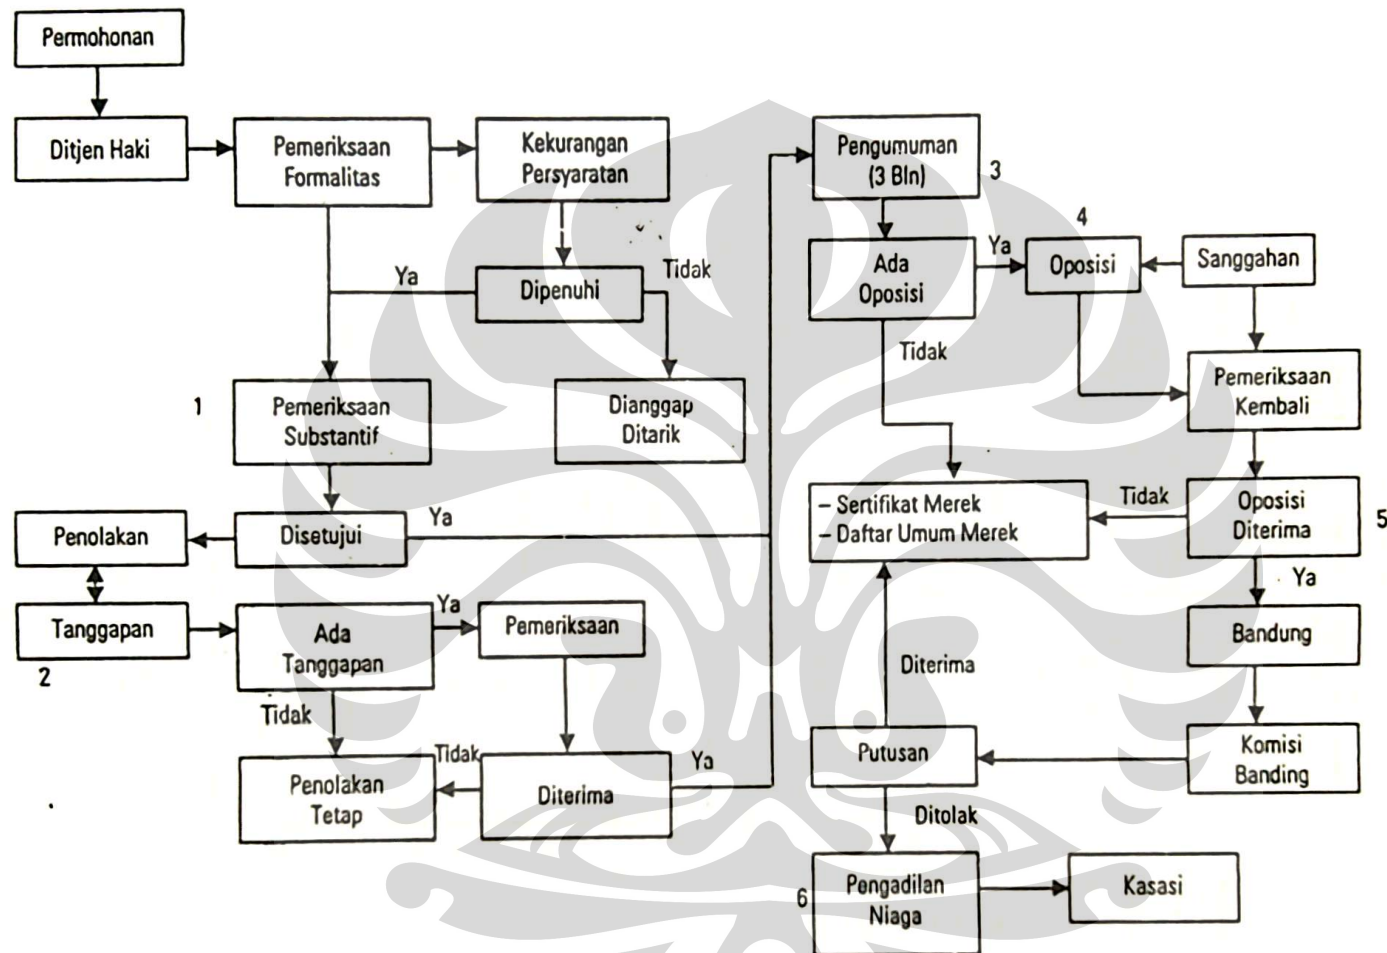 Permohonan
Ditjen Haki
Pemeriksaan
Formalitas
Kekurangan
Persyaratan
Ya
Dipenuhi
Tidak
1
Pemeriksaan
Substantif
Dianggap
Ditarik
Penolakan
Disetujui
Ya
Tanggapan
2
Ada
Tanggapan
Ya
Pemeriksaan
Tidak
Penolakan
Tetap
Tidak
Diterima
Ya
Pengumuman
(3 Bln)
3
Ada
Oposisi
Ya
4
Oposisi
Sanggahan
Tidak
Pemeriksaan
Kembali
– Sertifikat Merek
– Daftar Umum Merek
Tidak
Oposisi
Diterima
5
Ya
Bandung
Diterima
Putusan
Komisi
Banding
Ditolak
6
Pengadilan
Niaga
Kasasi